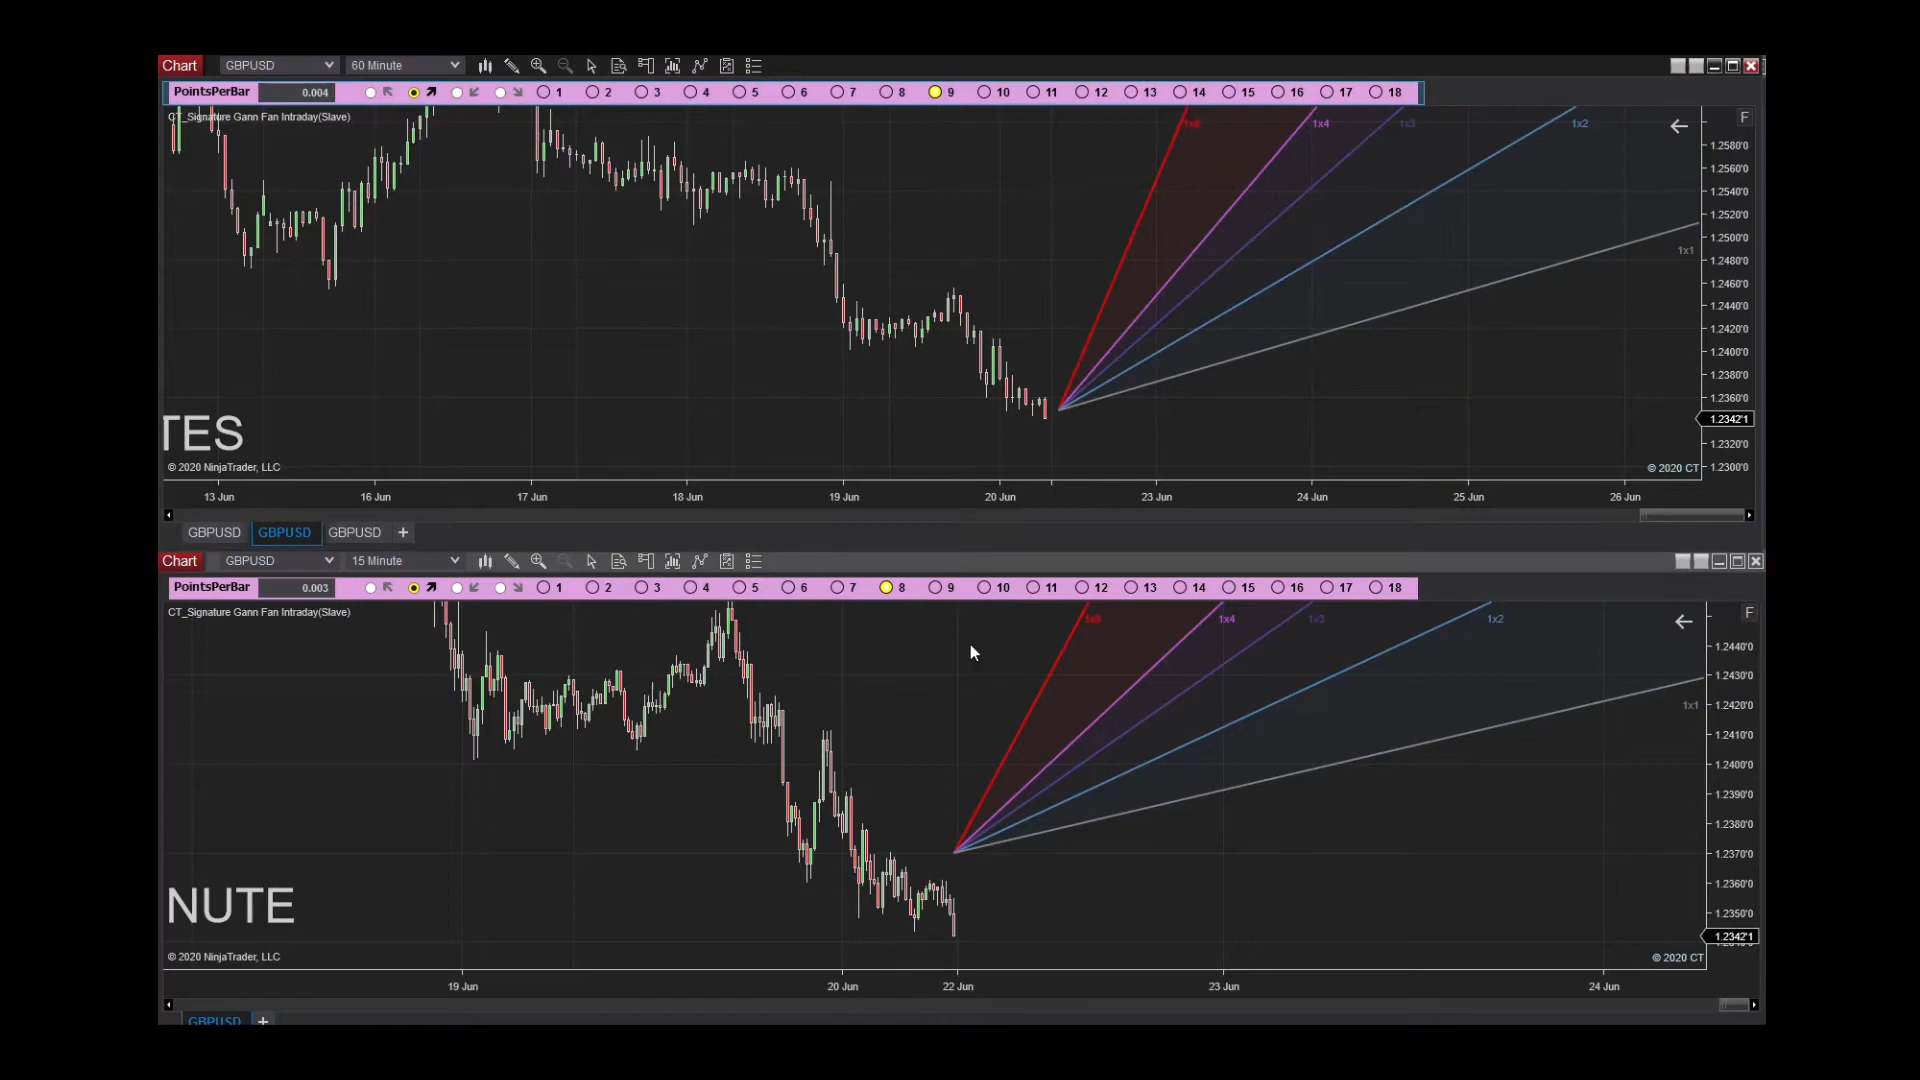 Chart GBPUSD 60 Minute
PointsPerBar 0.004 1 2 3 4 5 6 7 8 9 10 11 12 13 14 15 16 17 18
CT_Signature Gann Fan Intraday(Slave) 1x8 1x4 1x3 1x2 F
1.2580'0
1.2560'0
1.2540'0
1.2520'0
1.2500'0
1x1
1.2480'0
1.2460'0
1.2440'0
1.2420'0
1.2400'0
1.2380'0
1.2360'0
1.2342'1
TES
1.2320'0
© 2020 NinjaTrader, LLC © 2020 CT 1.2300'0
13 Jun 16 Jun 17 Jun 18 Jun 19 Jun 20 Jun 23 Jun 24 Jun 25 Jun 26 Jun
GBPUSD GBPUSD GBPUSD +
Chart GBPUSD 15 Minute
PointsPerBar 0.003 1 2 3 4 5 6 7 8 9 10 11 12 13 14 15 16 17 18
CT_Signature Gann Fan Intraday(Slave) 1x8 1x4 1x3 1x2 F
1.2440'0
1.2430'0
1x1 1.2420'0
1.2410'0
1.2400'0
1.2390'0
1.2380'0
1.2370'0
1.2360'0
NUTE
1.2350'0
1.2342'1
© 2020 NinjaTrader, LLC © 2020 CT
19 Jun 20 Jun 22 Jun 23 Jun 24 Jun
GBPUSD +